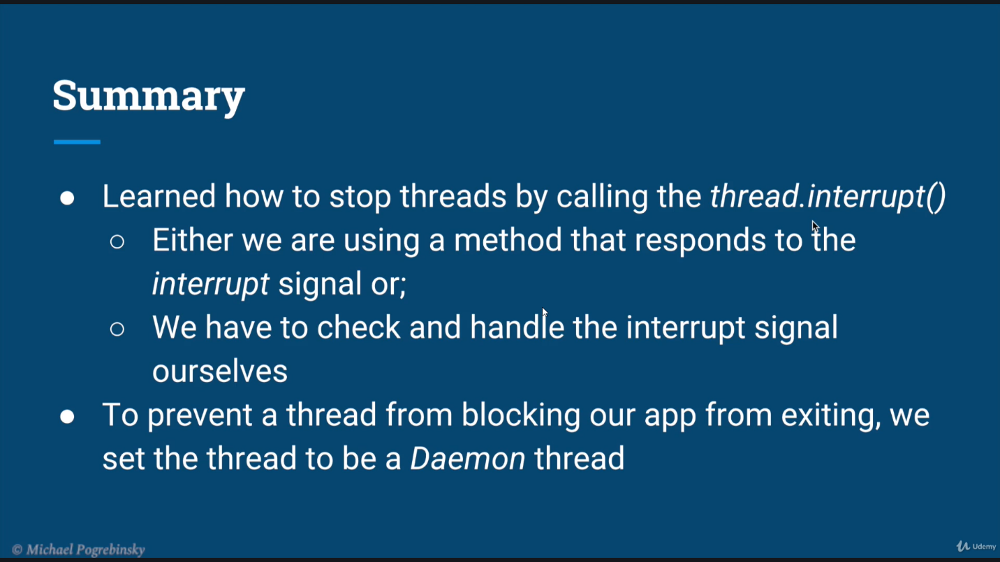 Summary
● Learned how to stop threads by calling the thread.interrupt()
○ Either we are using a method that responds to the
interrupt signal or;
○ We have to check and handle the interrupt signal
ourselves
● To prevent a thread from blocking our app from exiting, we
set the thread to be a Daemon thread
© Michael Pogrebinsky
Udemy